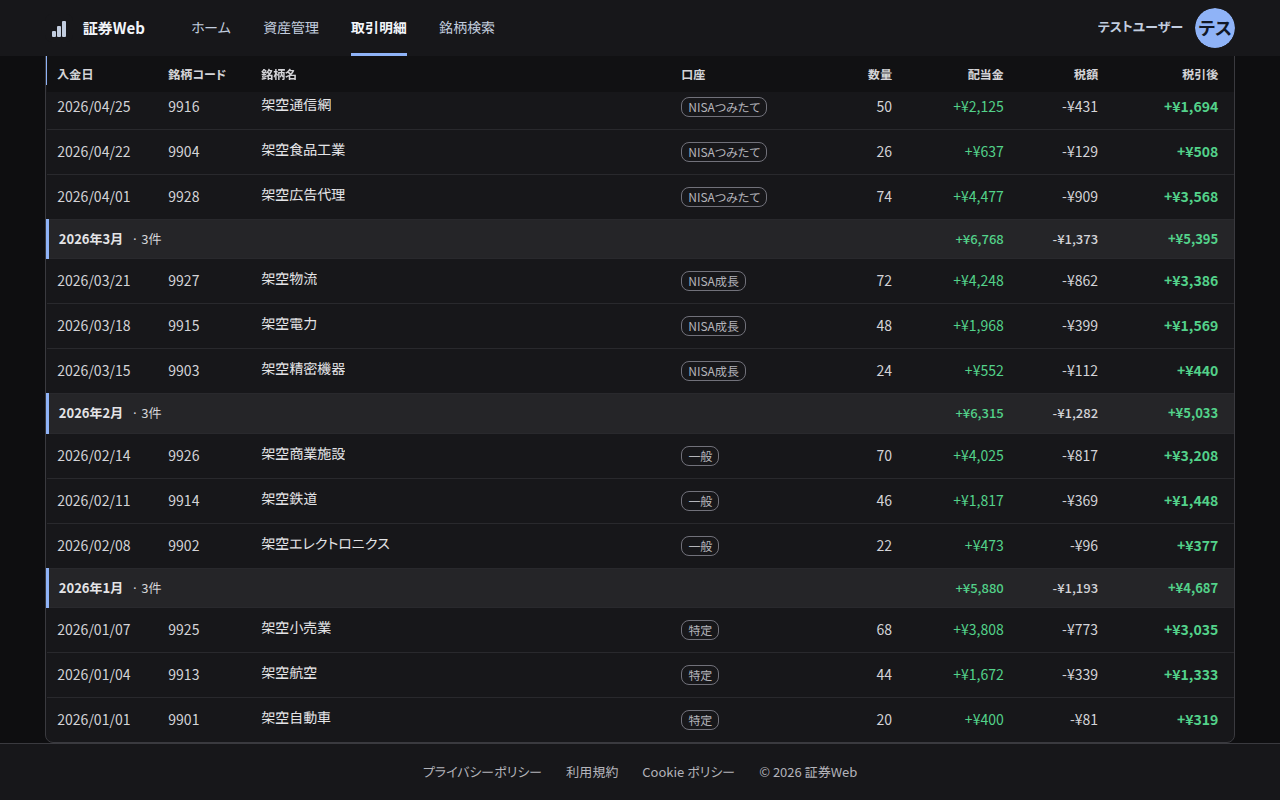 証券Web ホーム 資産管理 取引明細 銘柄検索 テストユーザー テス
入金日 銘柄コード 銘柄名 口座 数量 配当金 税額 税引後
2026/04/25 9916 架空通信網 NISAつみたて 50 +¥2,125 -¥431 +¥1,694
2026/04/22 9904 架空食品工業 NISAつみたて 26 +¥637 -¥129 +¥508
2026/04/01 9928 架空広告代理 NISAつみたて 74 +¥4,477 -¥909 +¥3,568
2026年3月 · 3件 +¥6,768 -¥1,373 +¥5,395
2026/03/21 9927 架空物流 NISA成長 72 +¥4,248 -¥862 +¥3,386
2026/03/18 9915 架空電力 NISA成長 48 +¥1,968 -¥399 +¥1,569
2026/03/15 9903 架空精密機器 NISA成長 24 +¥552 -¥112 +¥440
2026年2月 · 3件 +¥6,315 -¥1,282 +¥5,033
2026/02/14 9926 架空商業施設 一般 70 +¥4,025 -¥817 +¥3,208
2026/02/11 9914 架空鉄道 一般 46 +¥1,817 -¥369 +¥1,448
2026/02/08 9902 架空エレクトロニクス 一般 22 +¥473 -¥96 +¥377
2026年1月 · 3件 +¥5,880 -¥1,193 +¥4,687
2026/01/07 9925 架空小売業 特定 68 +¥3,808 -¥773 +¥3,035
2026/01/04 9913 架空航空 特定 44 +¥1,672 -¥339 +¥1,333
2026/01/01 9901 架空自動車 特定 20 +¥400 -¥81 +¥319
プライバシーポリシー 利用規約 Cookie ポリシー © 2026 証券Web